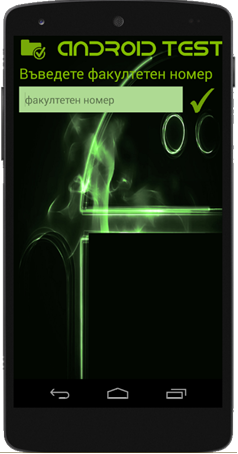 ANDROID TEST
Въведете факултетен номер
факултетен номер